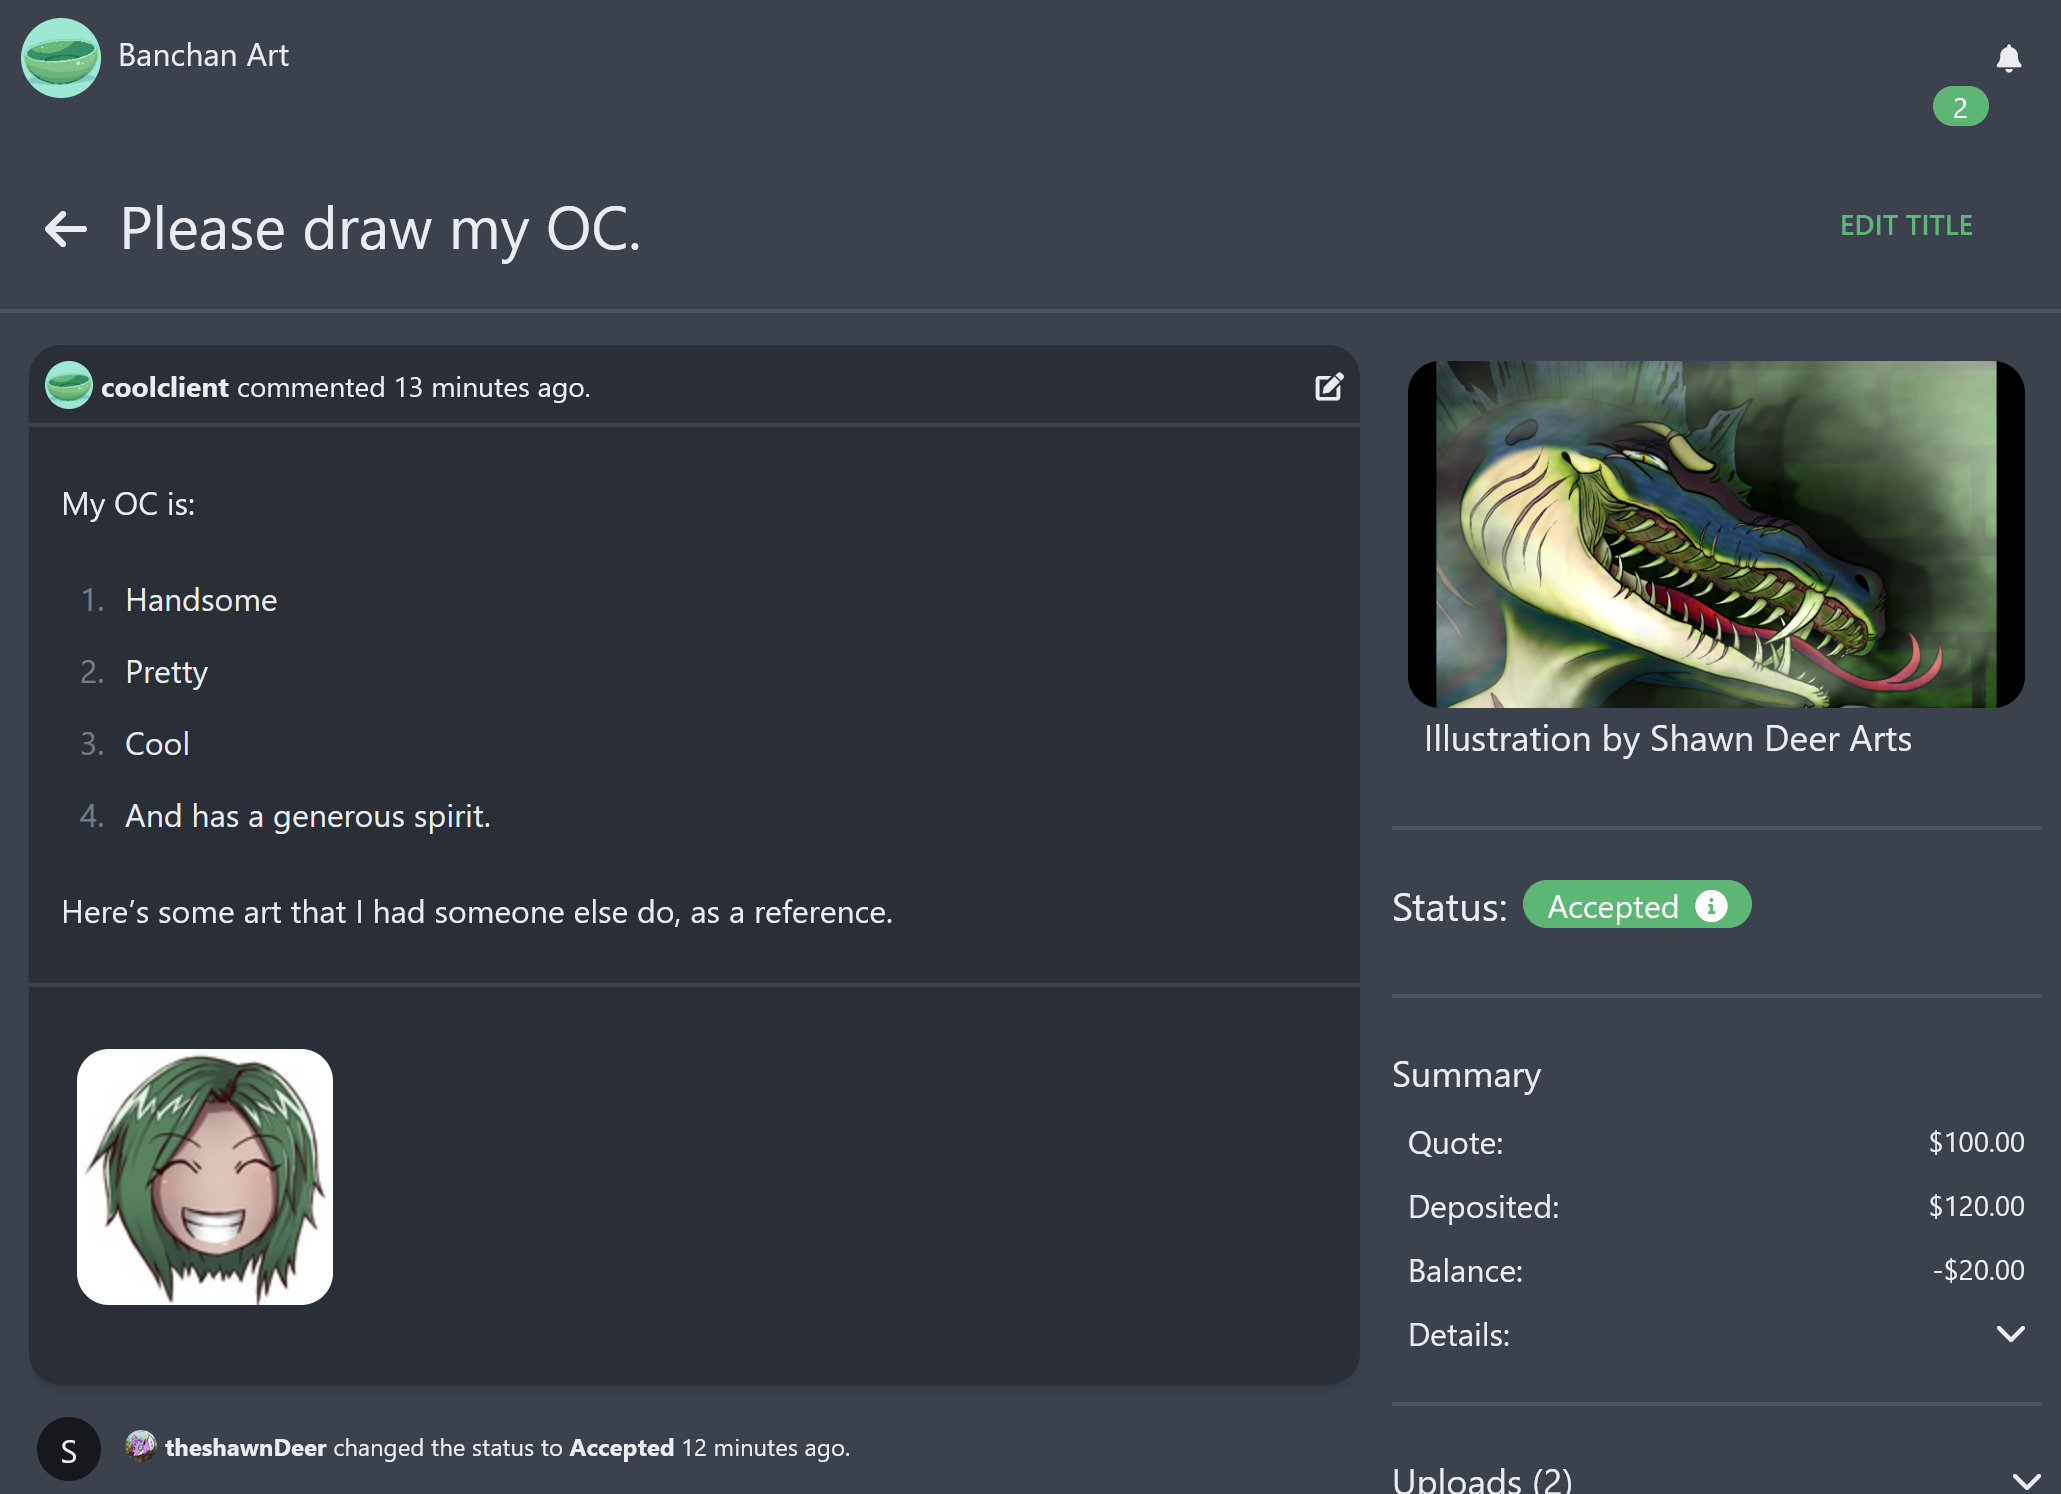 Banchan Art
2
Please draw my OC.
EDIT TITLE
coolclient commented 13 minutes ago.
My OC is:
1. Handsome
2. Pretty
3. Cool
4. And has a generous spirit.
Here’s some art that I had someone else do, as a reference.
S
theshawnDeer changed the status to Accepted 12 minutes ago.
Illustration by Shawn Deer Arts
Status: Accepted
Summary
Quote: $100.00
Deposited: $120.00
Balance: -$20.00
Details:
Uploads (2)